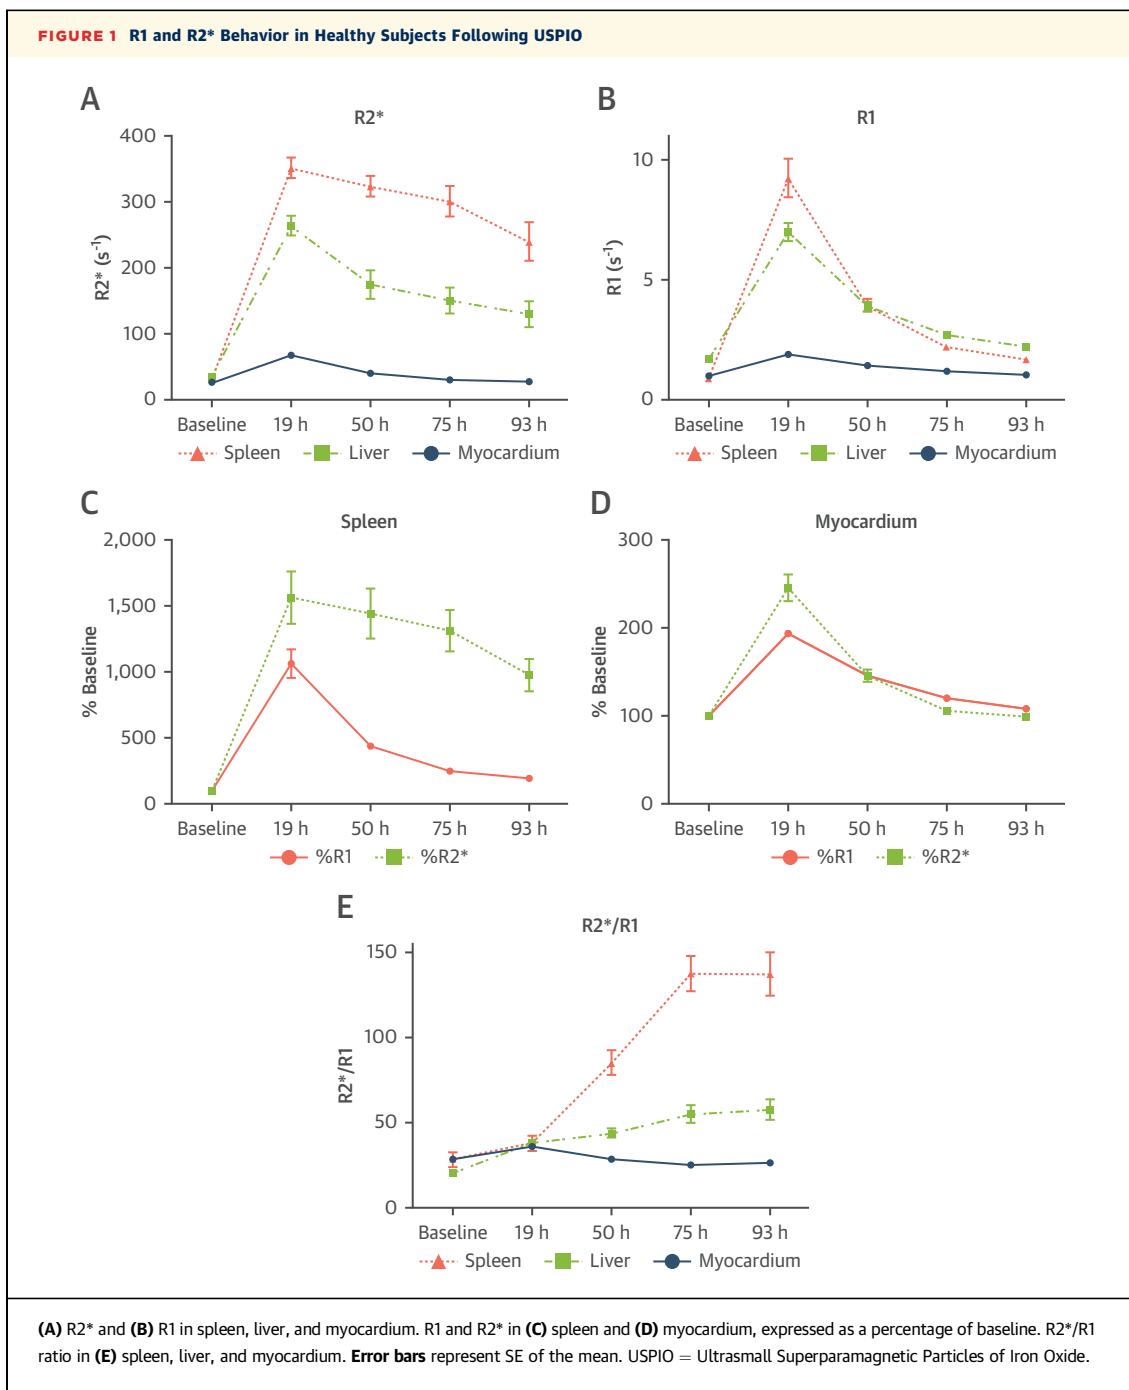 FIGURE 1 R1 and R2* Behavior in Healthy Subjects Following USPIO
A
R2*
400
300
200
100
0
R2* (s⁻¹)
Baseline 19 h 50 h 75 h 93 h
Spleen Liver Myocardium
B
R1
10
5
0
R1 (s⁻¹)
Baseline 19 h 50 h 75 h 93 h
Spleen Liver Myocardium
C
Spleen
2,000
1,500
1,000
500
0
% Baseline
Baseline 19 h 50 h 75 h 93 h
%R1 %R2*
D
Myocardium
300
200
100
0
% Baseline
Baseline 19 h 50 h 75 h 93 h
%R1 %R2*
E
R2*/R1
150
100
50
0
R2*/R1
Baseline 19 h 50 h 75 h 93 h
Spleen Liver Myocardium
(A) R2* and (B) R1 in spleen, liver, and myocardium. R1 and R2* in (C) spleen and (D) myocardium, expressed as a percentage of baseline. R2*/R1
ratio in (E) spleen, liver, and myocardium. Error bars represent SE of the mean. USPIO = Ultrasmall Superparamagnetic Particles of Iron Oxide.